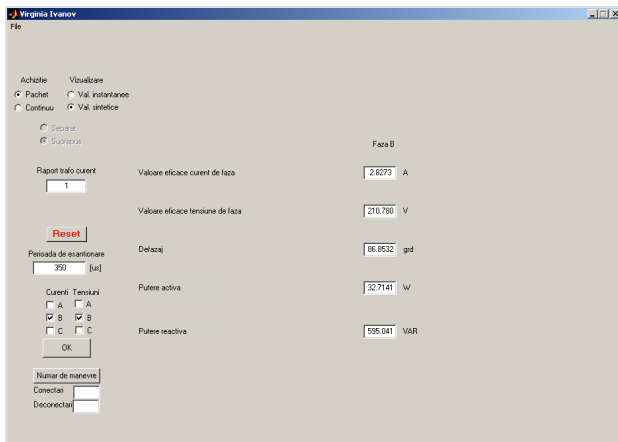 Virginia Ivanov
File
Achizitie Vizualizare
Pachet Val. instantanee
Continuu Val. sintetice
Separat
Suprapus
Faza B
Raport trafo curent
1
Valoare eficace curent de faza 2.8273 A
Valoare eficace tensiune de faza 210.780 V
Reset
Perioada de esantionare
350 [us]
Defazaj 86.8532 grd
Curenti Tensiuni
A A
B B
C C
OK
Putere activa 32.7141 W
Putere reactiva 595.041 VAR
Numar de manevre
Conectari
Deconectari